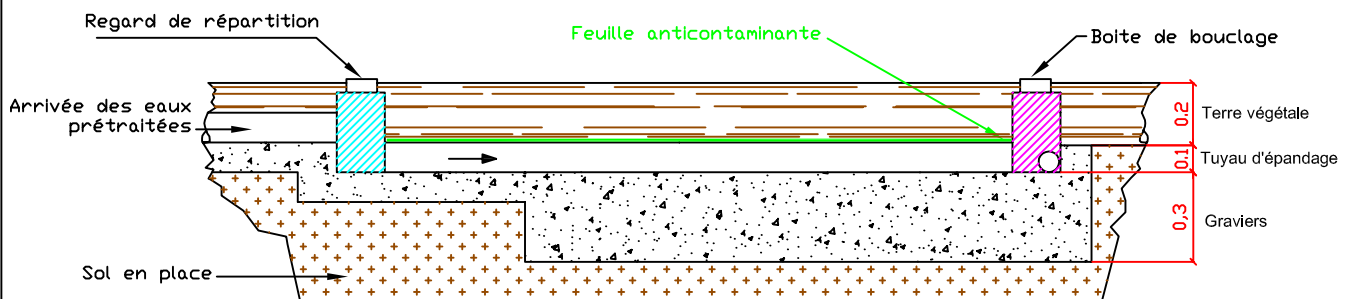 Regard de répartition
Feuille anticontaminante
Boite de bouclage
Arrivée des eaux
prétraitées
0.2
Terre végétale
0.1
Tuyau d'épandage
0,3
Graviers
Sol en place